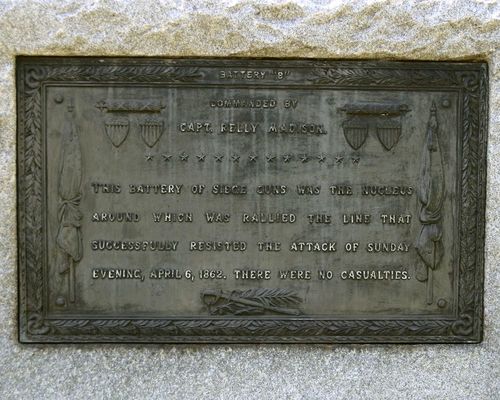 BATTERY "B"
COMMANDED BY
CAPT. RELLY MADISON.
THIS BATTERY OF SIEGE GUNS WAS THE NUCLEUS
AROUND WHICH WAS RALLIED THE LINE THAT
SUCCESSFULLY RESISTED THE ATTACK OF SUNDAY
EVENING, APRIL 6, 1862. THERE WERE NO CASUALTIES.